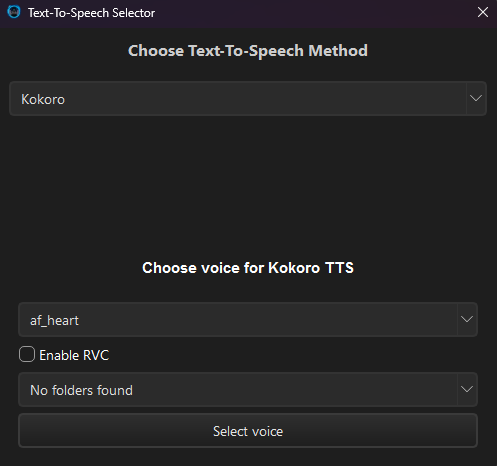 Text-To-Speech Selector
Choose Text-To-Speech Method
Kokoro
Choose voice for Kokoro TTS
af_heart
Enable RVC
No folders found
Select voice